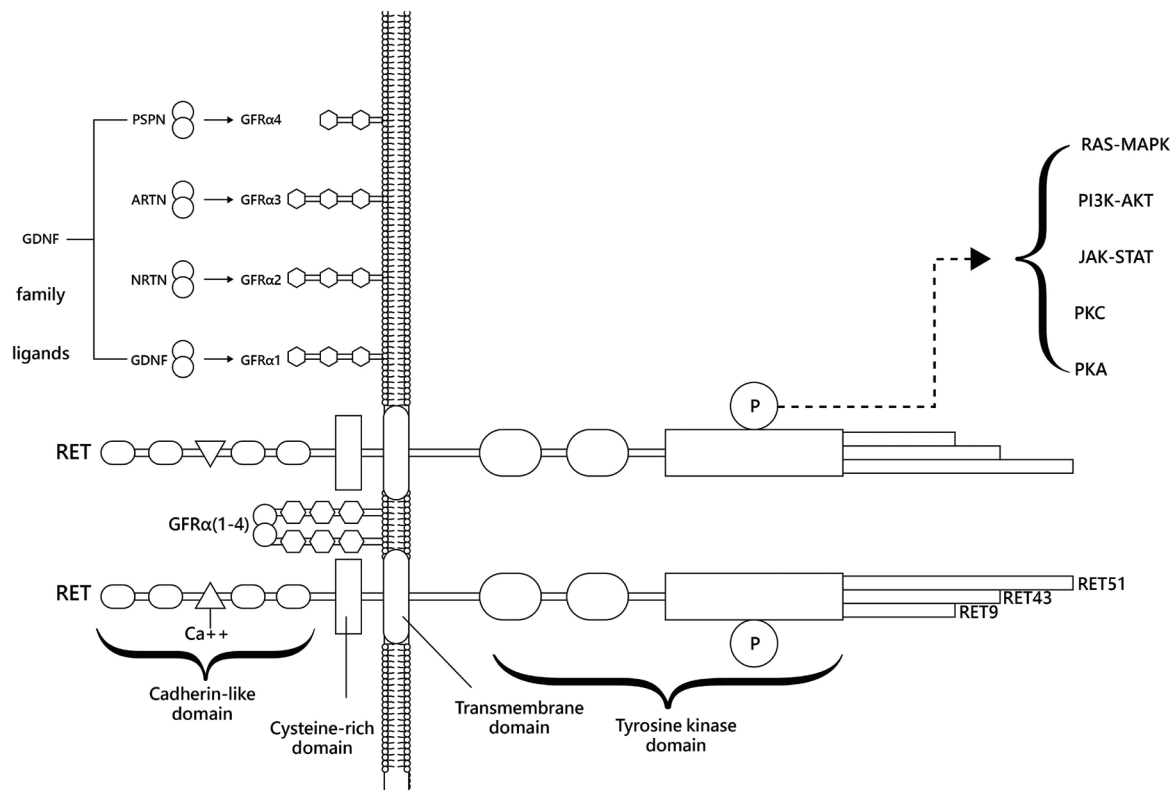 PSPN
GFRα4
ARTN
GFRα3
GDNF
family
ligands
NRTN
GFRα2
GDNF
GFRα1
RAS-MAPK
PI3K-AKT
JAK-STAT
PKC
PKA
P
RET
GFRα(1-4)
RET
Ca++
RET51
RET43
RET9
P
Cadherin-like
domain
Cysteine-rich
domain
Transmembrane
domain
Tyrosine kinase
domain